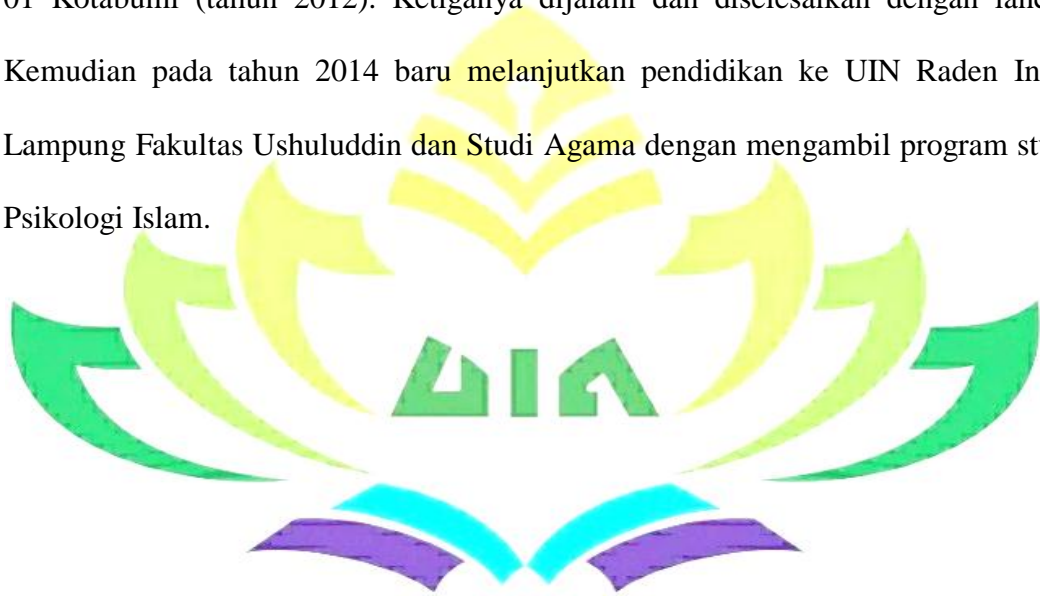 01 Kotabumi (tahun 2012). Ketiganya dijalani dan diselesaikan dengan
Kemudian pada tahun 2014 baru melanjutkan pendidikan ke UIN Raden
Lampung Fakultas Ushuluddin dan Studi Agama dengan mengambil program
Psikologi Islam.
UIN